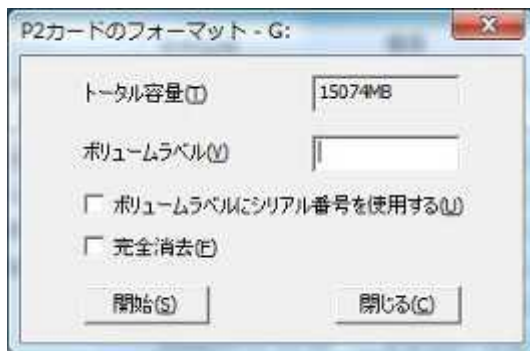 P2カードのフォーマット - G:
トータル容量(T) 15074MB
ボリュームラベル(V)
ボリュームラベルにシリアル番号を使用する(U)
完全消去(E)
開始(S) 閉じる(C)